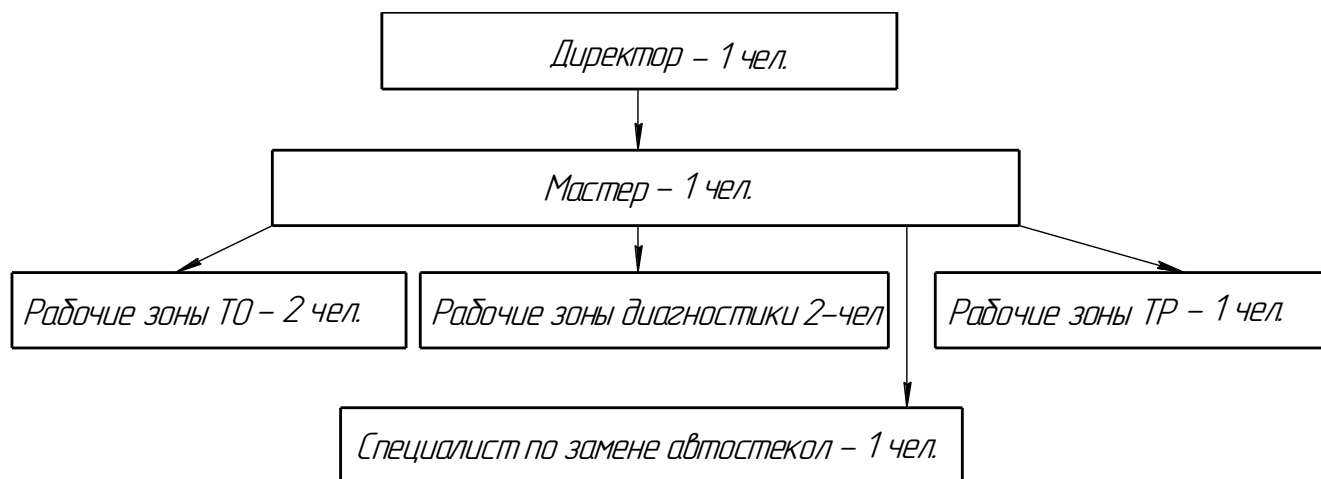 Директор – 1 чел.
Мастер – 1 чел.
Рабочие зоны ТО – 2 чел.
Рабочие зоны диагностики 2-чел
Рабочие зоны ТР – 1 чел.
Специалист по замене автостекол – 1 чел.